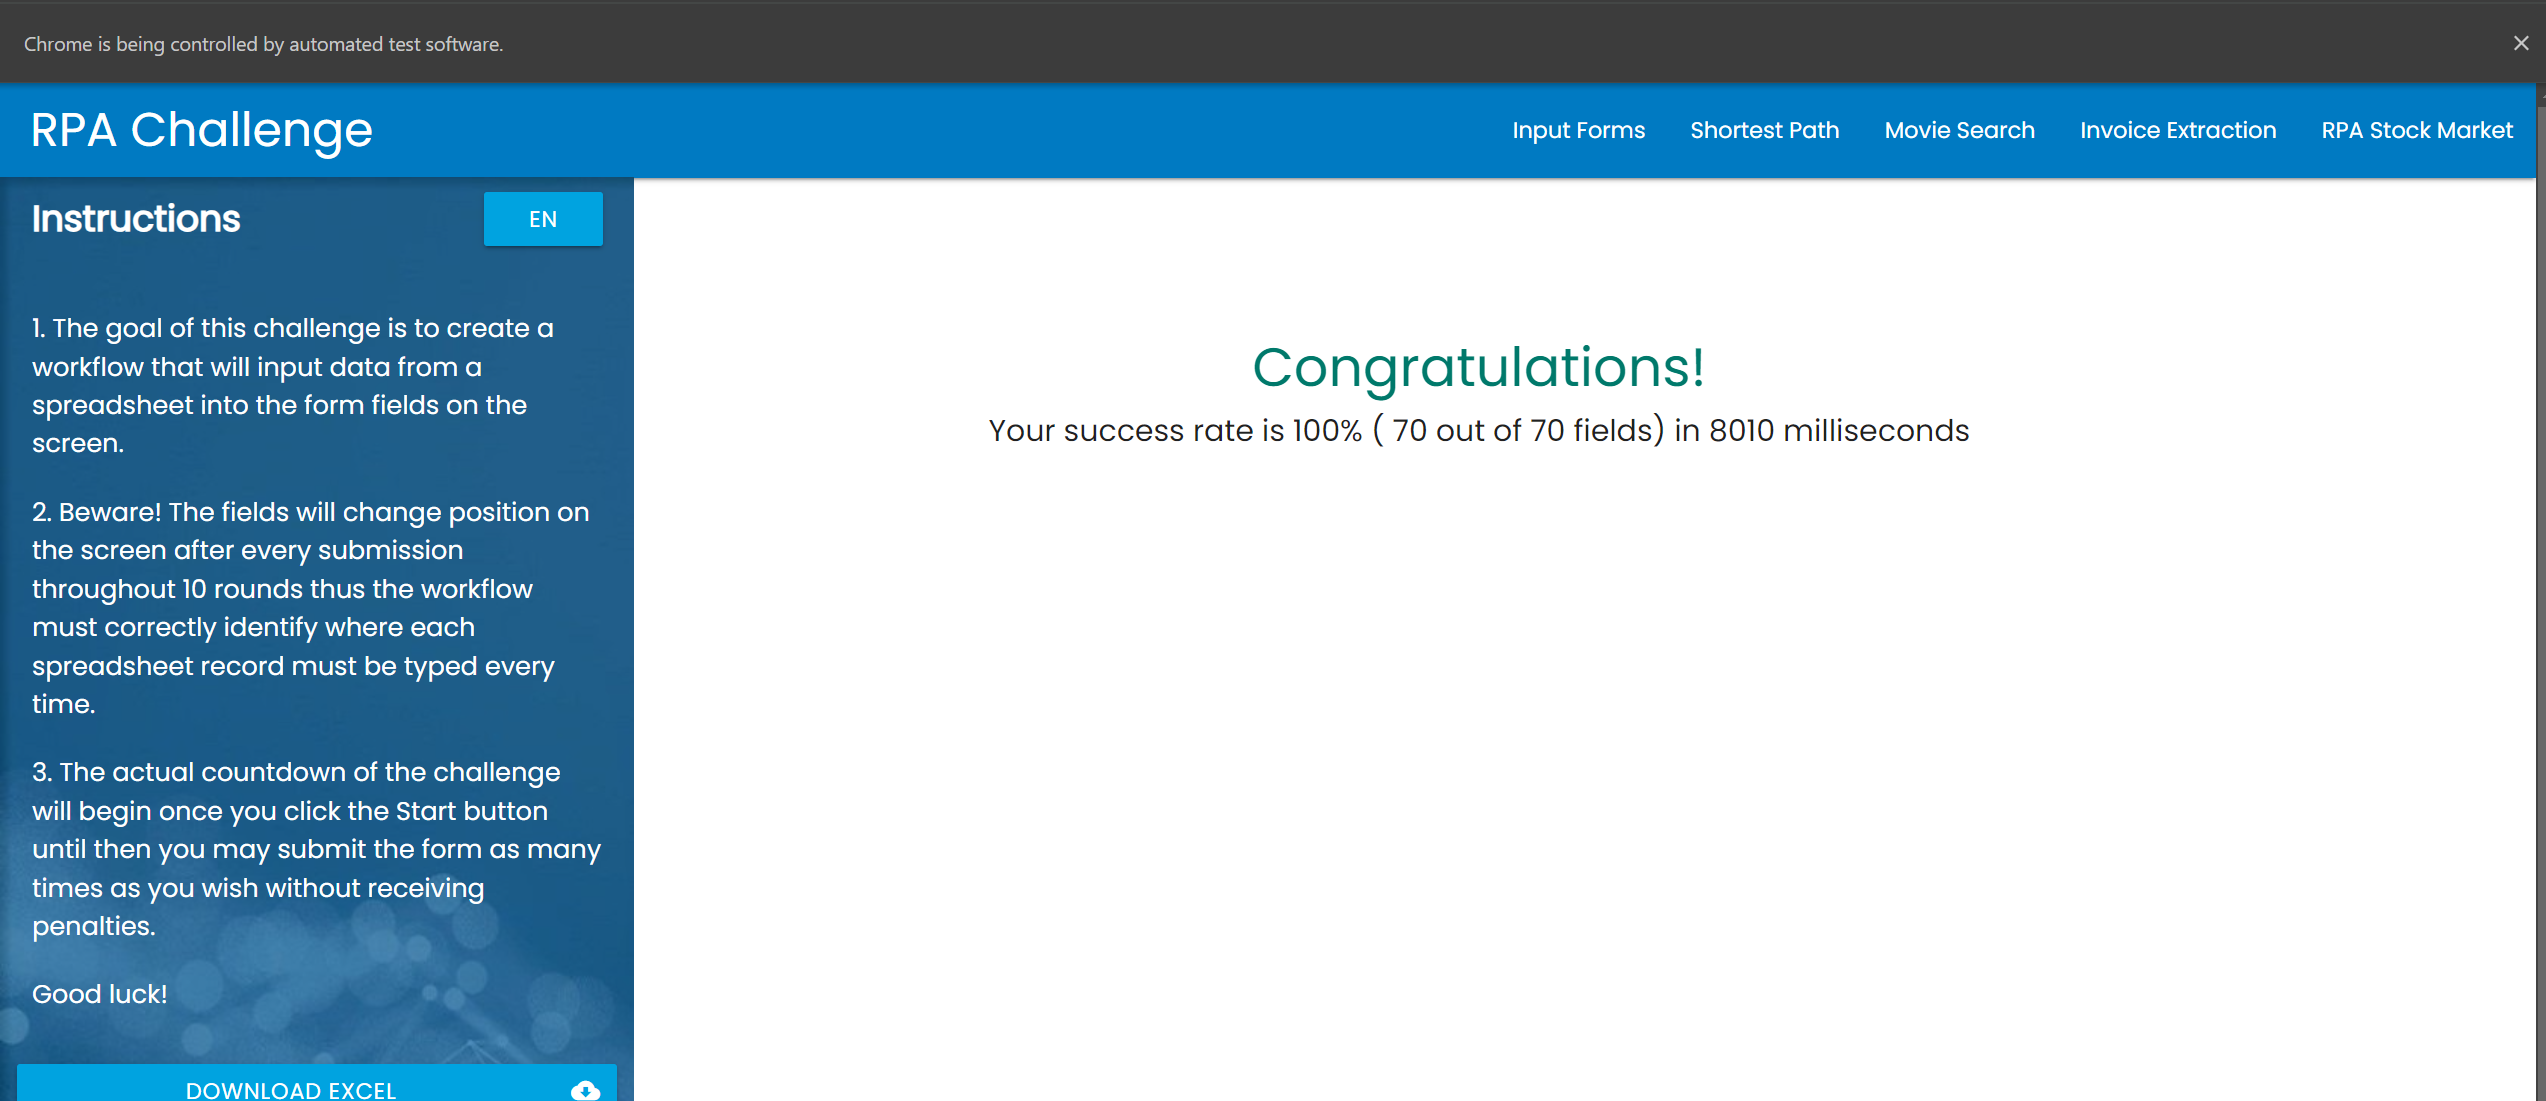 Chrome is being controlled by automated test software.
RPA Challenge
Input Forms
Shortest Path
Movie Search
Invoice Extraction
RPA Stock Market
Instructions
EN
1. The goal of this challenge is to create a
workflow that will input data from a
spreadsheet into the form fields on the
screen.
2. Beware! The fields will change position on
the screen after every submission
throughout 10 rounds thus the workflow
must correctly identify where each
spreadsheet record must be typed every
time.
3. The actual countdown of the challenge
will begin once you click the Start button
until then you may submit the form as many
times as you wish without receiving
penalties.
Good luck!
DOWNLOAD EXCEL
Congratulations!
Your success rate is 100% ( 70 out of 70 fields) in 8010 milliseconds